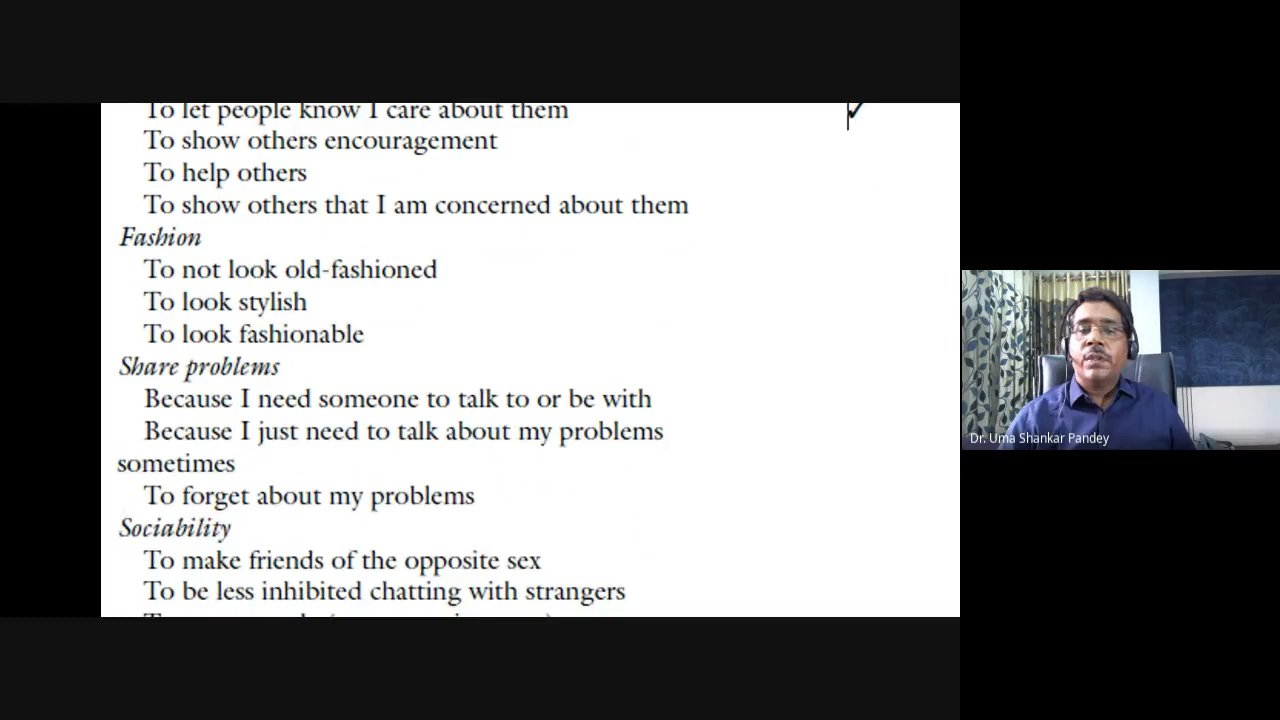 To let people know I care about them ✓
To show others encouragement
To help others
To show others that I am concerned about them
Fashion
To not look old-fashioned
To look stylish
To look fashionable
Share problems
Because I need someone to talk to or be with
Because I just need to talk about my problems
sometimes
To forget about my problems
Sociability
To make friends of the opposite sex
To be less inhibited chatting with strangers
Dr. Uma Shankar Pandey